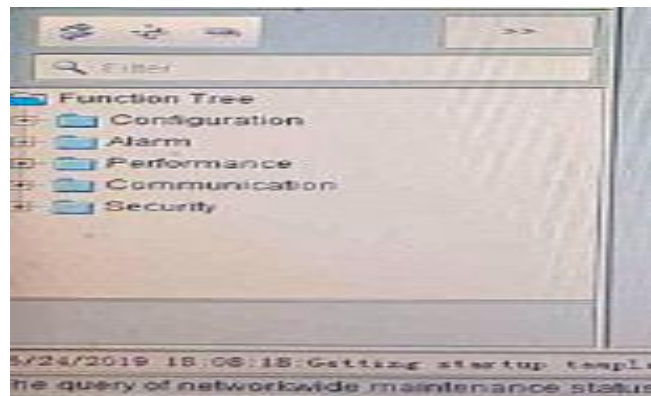 >>
Filter
Function Tree
Configuration
Alarm
Performance
Communication
Security
5/24/2019 18:08:18:Getting startup templ
he query of networkwide maintenance status